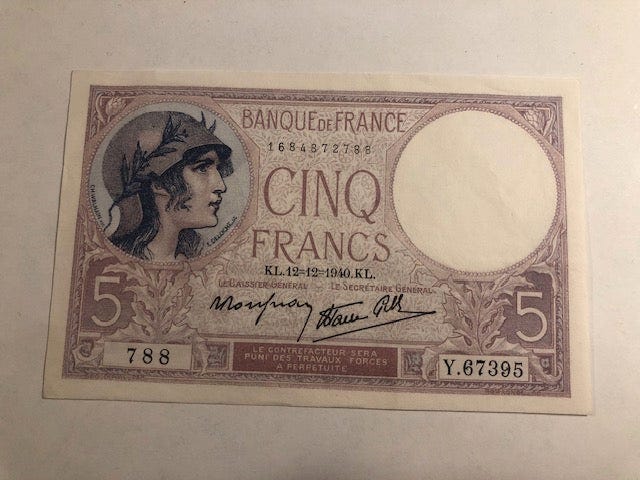 BANQUE DE FRANCE
1684872788
CINQ
FRANCS
KL.12=12=1940.KL.
LE CAISSIER GÉNÉRAL LE SECRÉTAIRE GÉNÉRAL
5 5
788
LE CONTREFACTEUR SERA
PUNI DES TRAVAUX FORCÉS
A PERPÉTUITÉ
Y.67395